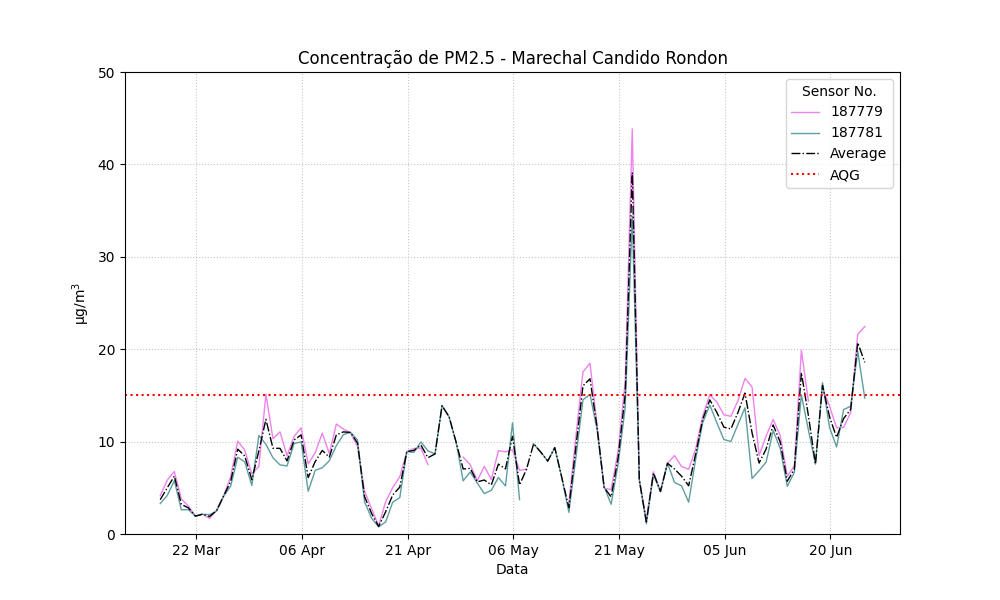 Concentração de PM2.5 - Marechal Candido Rondon
50
40
30
20
10
0
µg/m³
Sensor No.
187779
187781
Average
AQG
22 Mar
06 Apr
21 Apr
06 May
21 May
05 Jun
20 Jun
Data